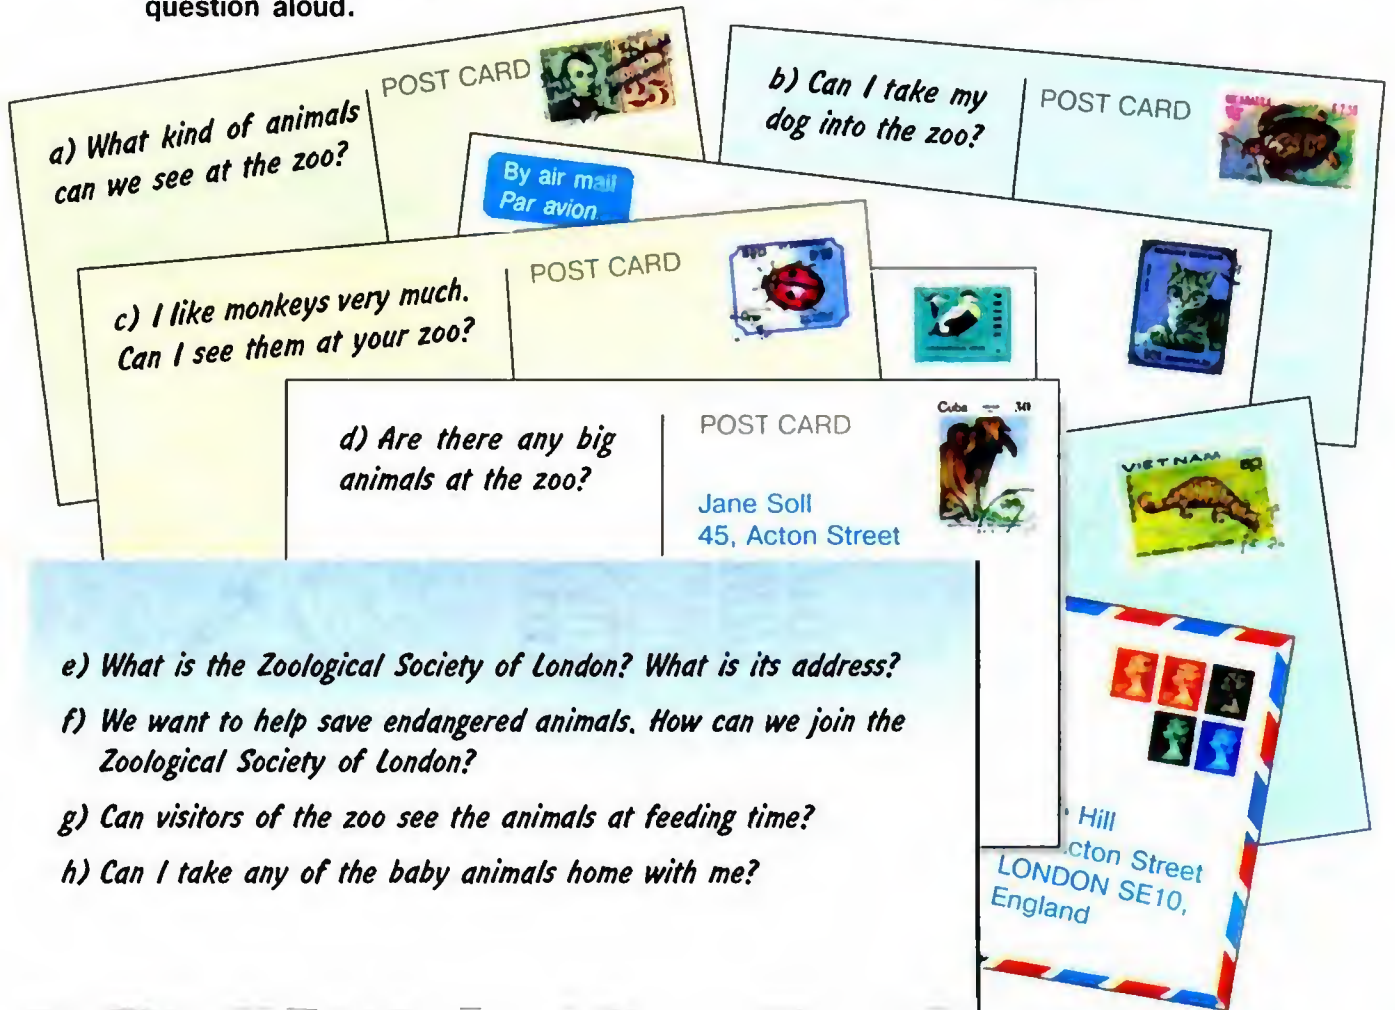 question aloud.
a) What kind of animals
can we see at the zoo?
POST CARD
b) Can I take my
dog into the zoo?
POST CARD
By air mail
Par avion
c) I like monkeys very much.
Can I see them at your zoo?
POST CARD
d) Are there any big
animals at the zoo?
POST CARD
Cuba 30
Jane Soll
45, Acton Street
VIETNAM
e) What is the Zoological Society of London? What is its address?
f) We want to help save endangered animals. How can we join the
Zoological Society of London?
g) Can visitors of the zoo see the animals at feeding time?
h) Can I take any of the baby animals home with me?
Hill
cton Street
LONDON SE10,
England